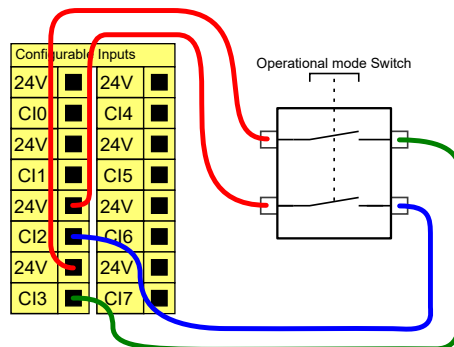 Configurable Inputs
24V 24V
CI0 CI4
24V 24V
CI1 CI5
24V 24V
CI2 CI6
24V 24V
CI3 CI7
Operational mode Switch